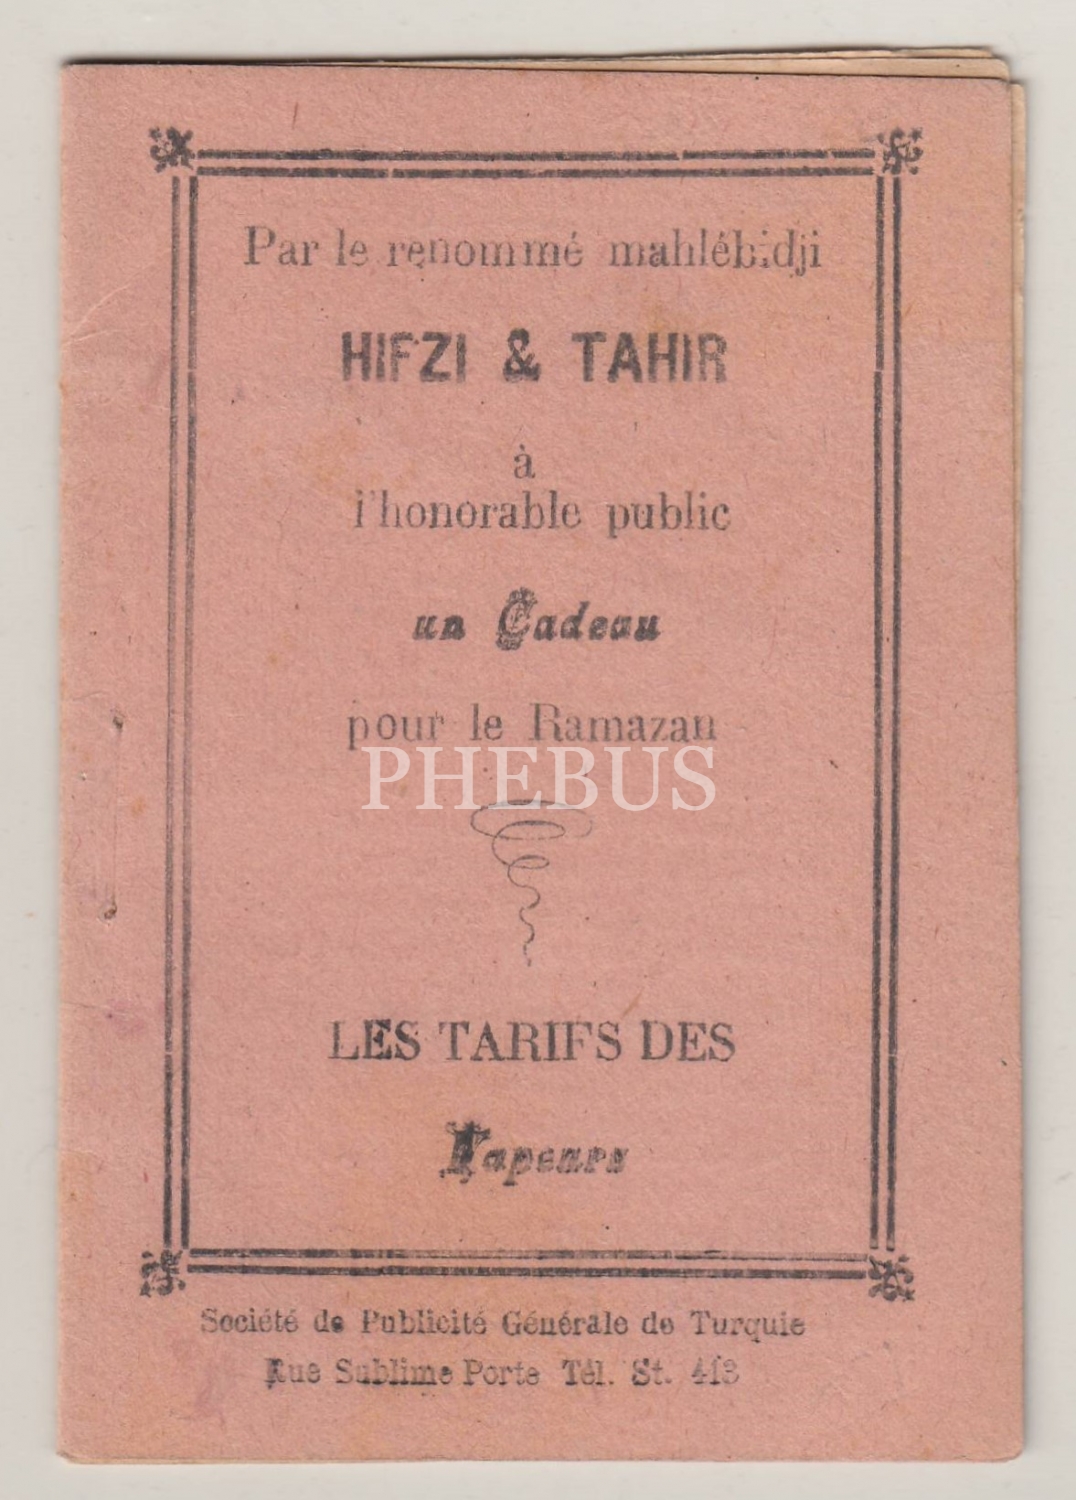 Par le renommé mahlébidji
HIFZI & TAHIR
à
l'honorable public
un Cadeau
pour le Ramazan
PHEBUS
LES TARIFS DES
Vapeurs
Société de Publicité Générale de Turquie
Rue Sublime Porte Tél. St. 413